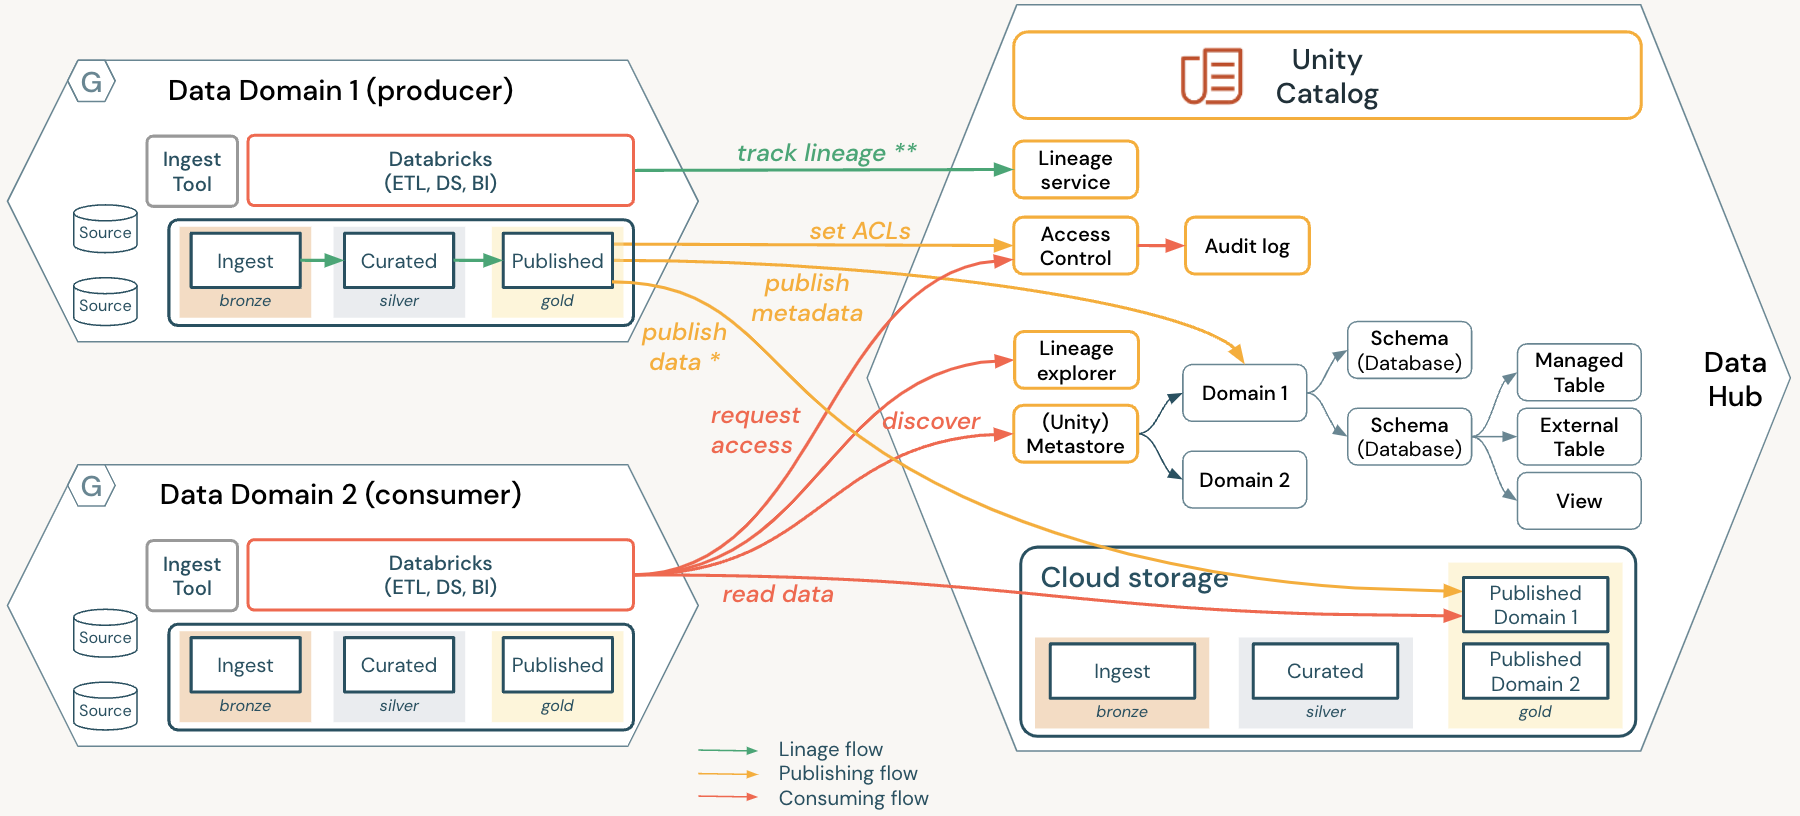 G
Data Domain 1 (producer)
Ingest
Tool
Databricks
(ETL, DS, BI)
Source
Source
Ingest
Curated
Published
bronze
silver
gold
G
Data Domain 2 (consumer)
Ingest
Tool
Databricks
(ETL, DS, BI)
Source
Source
Ingest
Curated
Published
bronze
silver
gold
track lineage **
set ACLs
publish
metadata
publish
data *
request
access
discover
read data
Linage flow
Publishing flow
Consuming flow
Unity
Catalog
Lineage
service
Access
Control
Audit log
Lineage
explorer
(Unity)
Metastore
Domain 1
Domain 2
Schema
(Database)
Schema
(Database)
Managed
Table
External
Table
View
Data
Hub
Cloud storage
Published
Domain 1
Published
Domain 2
Ingest
Curated
bronze
silver
gold